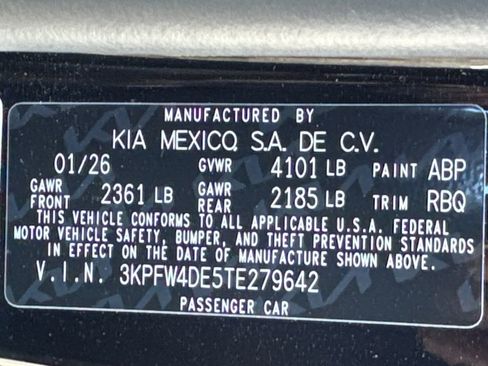 MANUFACTURED BY
KIA MEXICO S.A. DE C.V.
01/26 GVWR 4101 LB PAINT ABP
GAWR FRONT 2361 LB GAWR REAR 2185 LB TRIM RBQ
THIS VEHICLE CONFORMS TO ALL APPLICABLE U.S.A. FEDERAL
MOTOR VEHICLE SAFETY, BUMPER, AND THEFT PREVENTION STANDARDS
IN EFFECT ON THE DATE OF MANUFACTURE SHOWN ABOVE.
V.I.N. 3KPFW4DE5TE279642
PASSENGER CAR